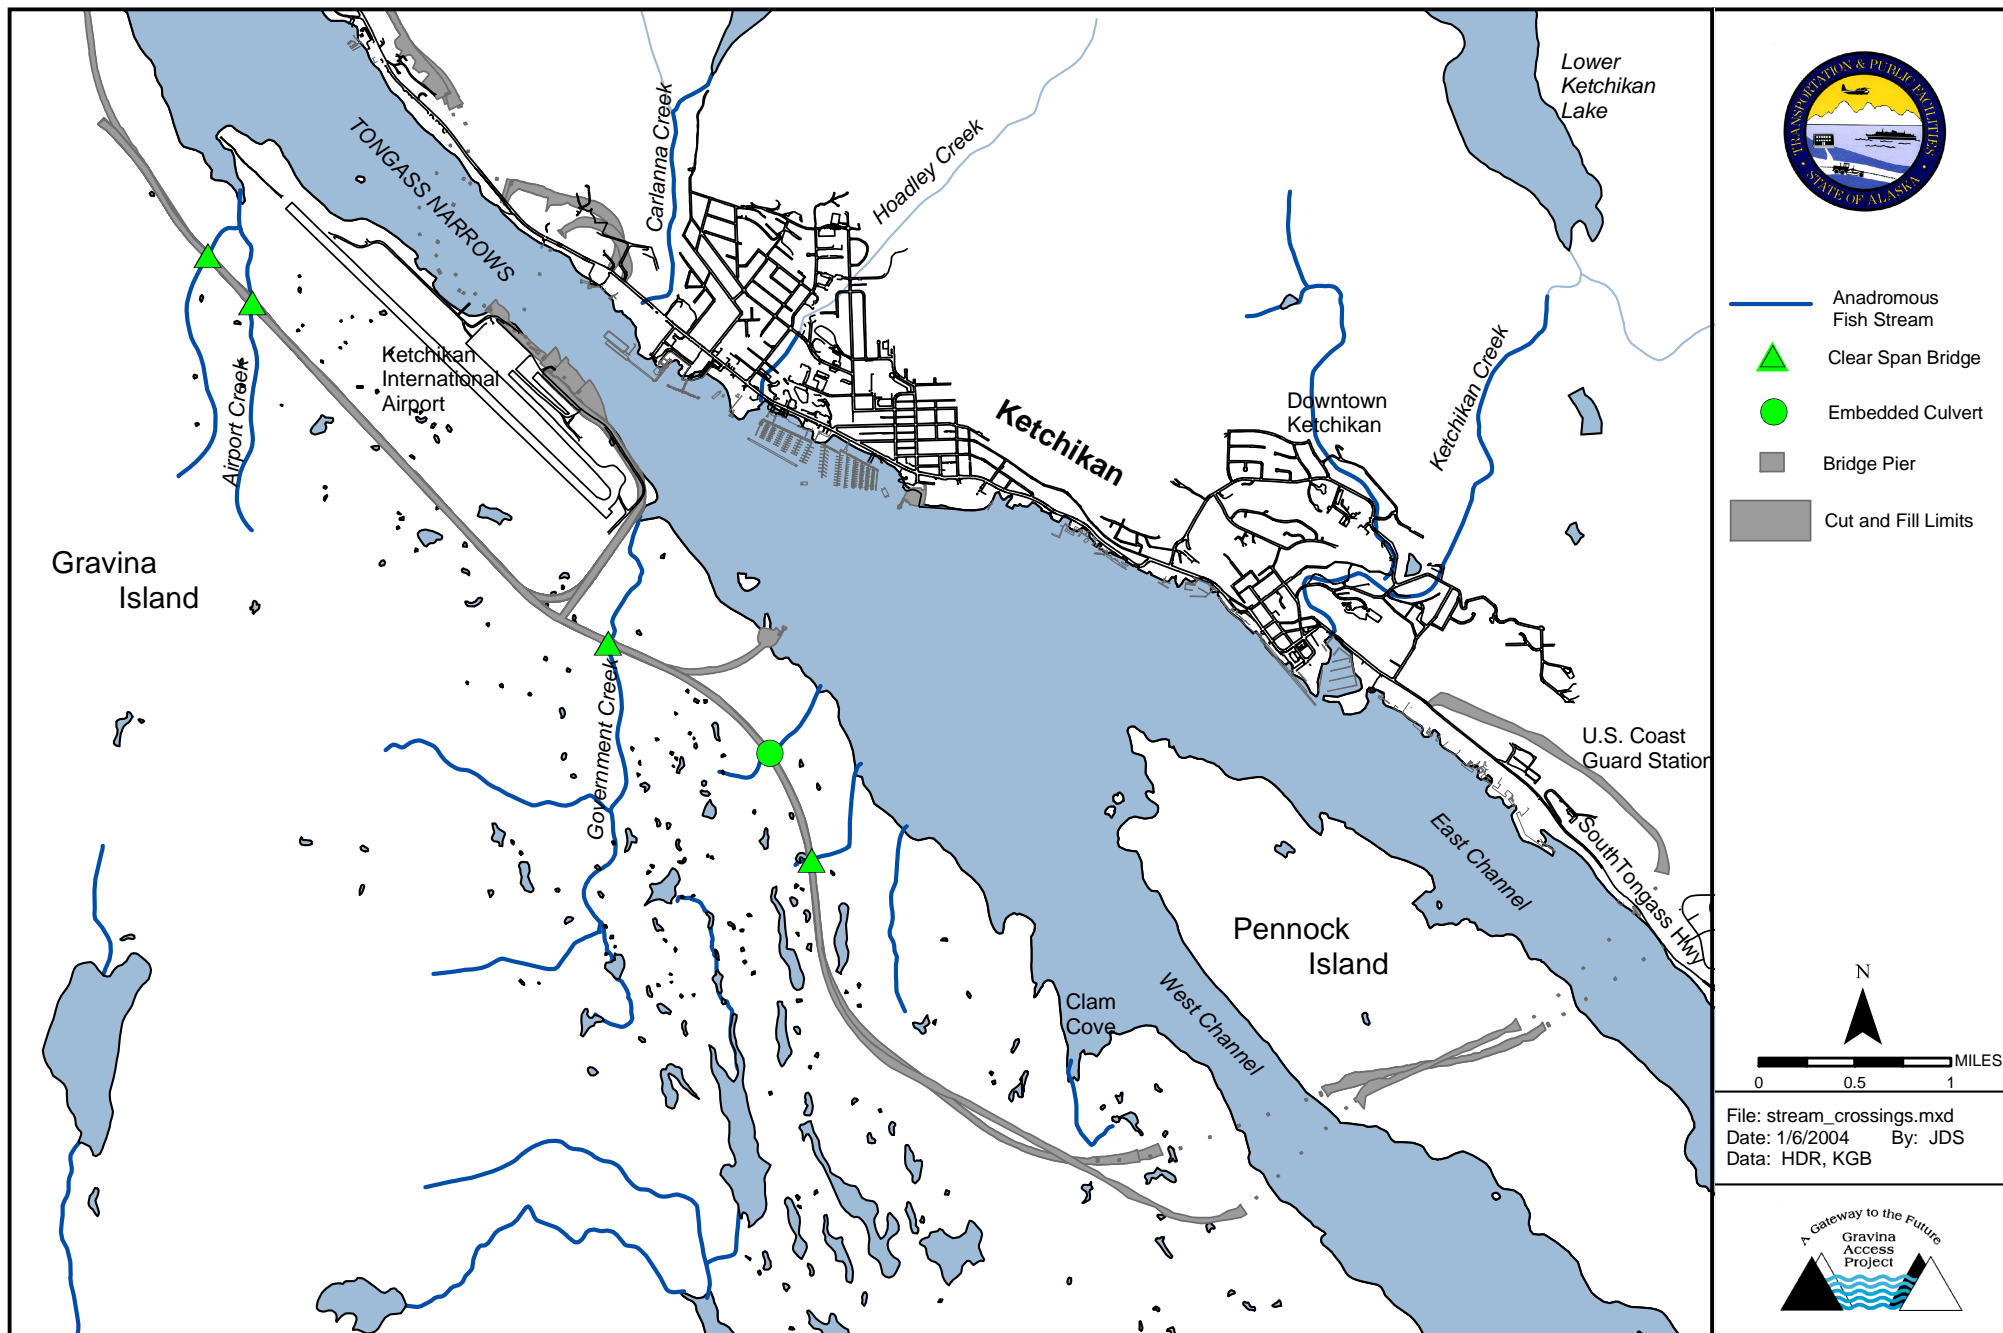 TONGASS NARROWS
Carlanna Creek
Hoadley Creek
Lower
Ketchikan
Lake
Ketchikan
International
Airport
Airport Creek
Ketchikan
Downtown
Ketchikan
Ketchikan Creek
Gravina
Island
Government Creek
U.S. Coast
Guard Station
East Channel
South Tongass Hwy
Pennock
Island
West Channel
Clam
Cove
TRANSPORTATION & PUBLIC FACILITIES
STATE OF ALASKA
Anadromous
Fish Stream
Clear Span Bridge
Embedded Culvert
Bridge Pier
Cut and Fill Limits
N
MILES
0 0.5 1
File: stream_crossings.mxd
Date: 1/6/2004 By: JDS
Data: HDR, KGB
A Gateway to the Future
Gravina
Access
Project